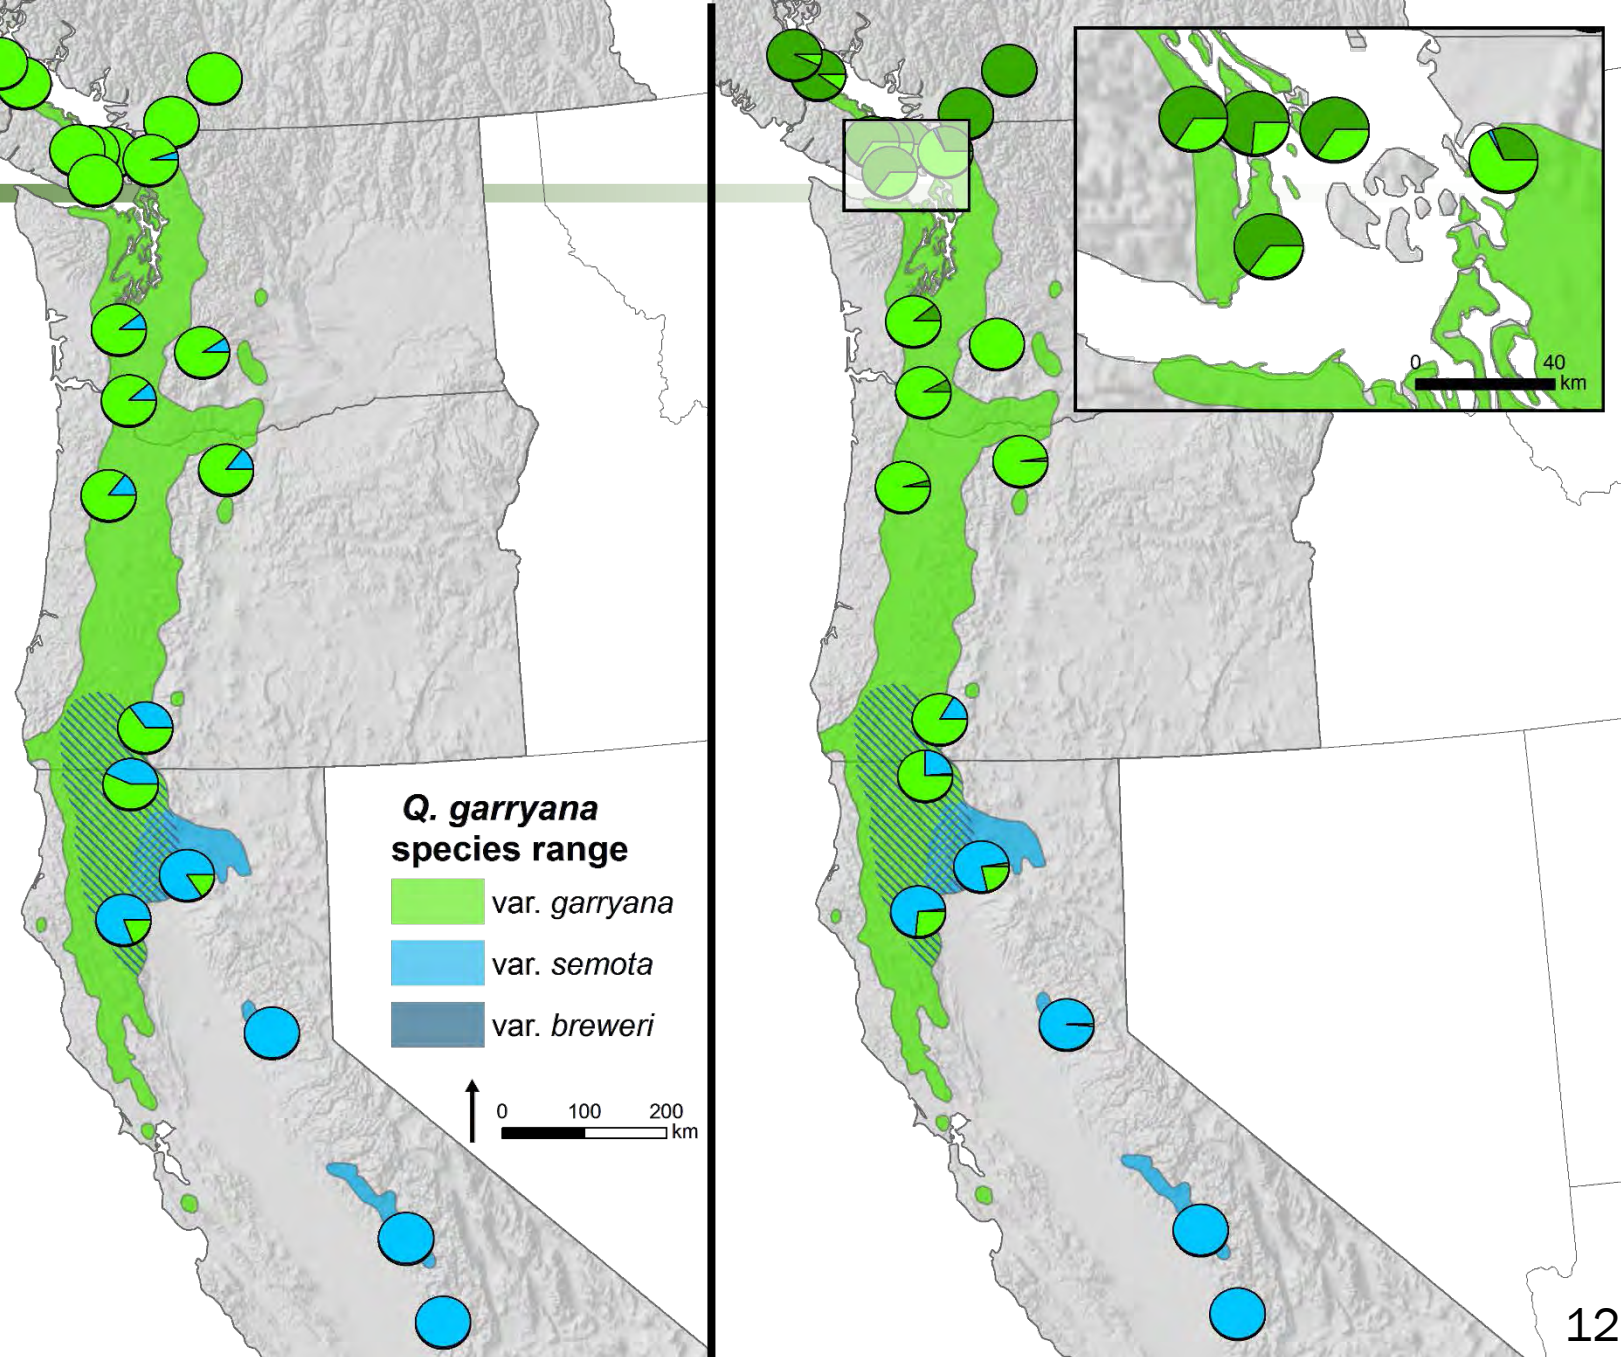 0 40
km
Q. garryana
species range
var. garryana
var. semota
var. breweri
0 100 200
km
12